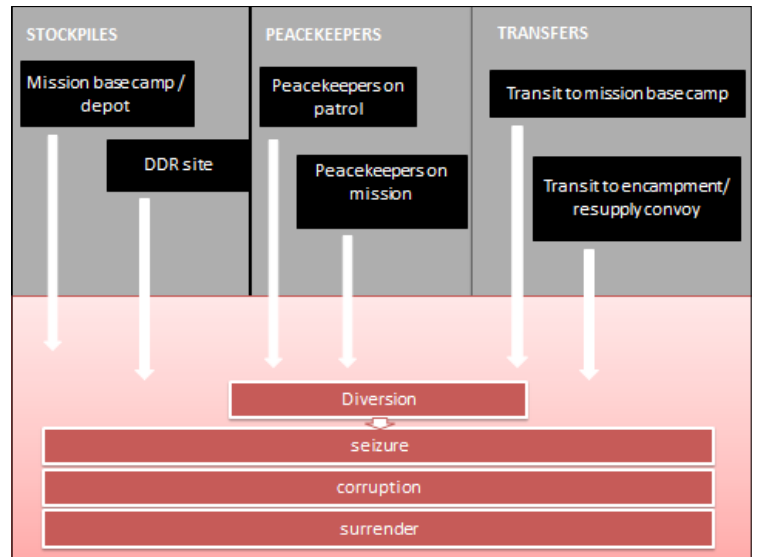 STOCKPILES
Mission base camp /
depot
DDR site
PEACEKEEPERS
Peacekeepers on
patrol
Peacekeepers on
mission
TRANSFERS
Transit to mission base camp
Transit to encampment/
resupply convoy
Diversion
seizure
corruption
surrender